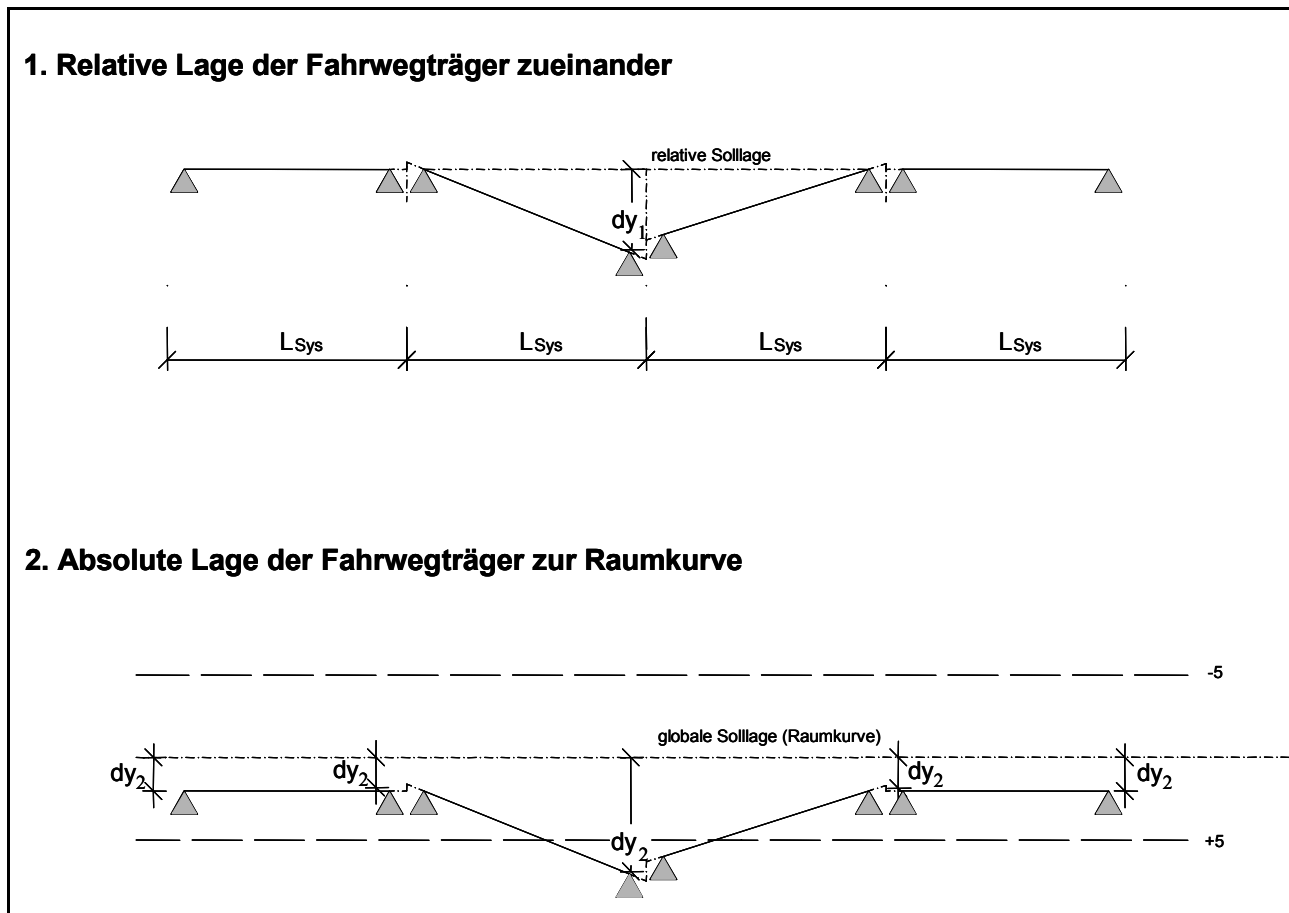 1. Relative Lage der Fahrwegträger zueinander
relative Solllage
dy1
LSys LSys LSys LSys
2. Absolute Lage der Fahrwegträger zur Raumkurve
-5
globale Solllage (Raumkurve)
dy2 dy2 dy2 dy2
+5
dy2